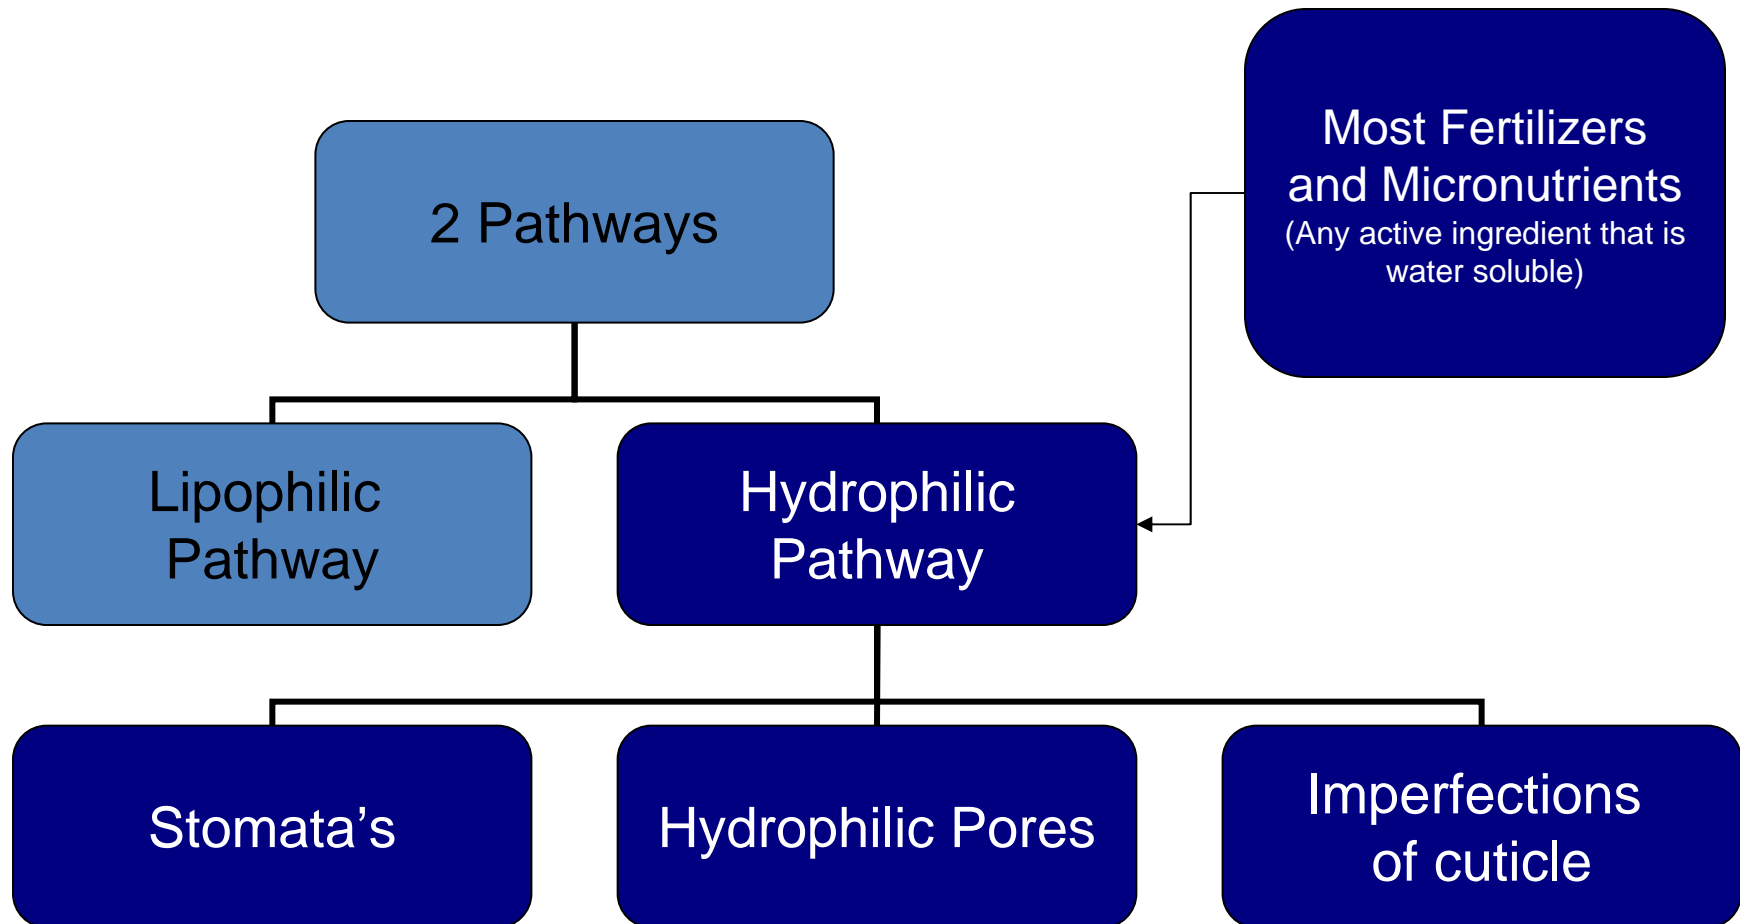 Most Fertilizers
and Micronutrients
(Any active ingredient that is
water soluble)
2 Pathways
Lipophilic
Pathway
Hydrophilic
Pathway
Stomata’s
Hydrophilic Pores
Imperfections
of cuticle